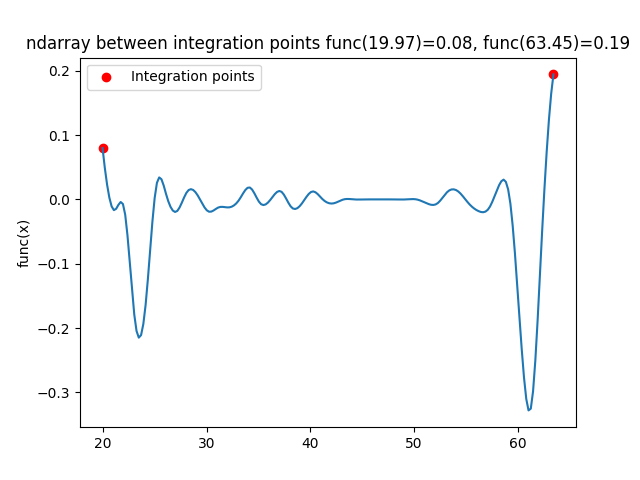 ndarray between integration points func(19.97)=0.08, func(63.45)=0.19
Integration points
0.2
0.1
0.0
−0.1
−0.2
−0.3
func(x)
20 30 40 50 60